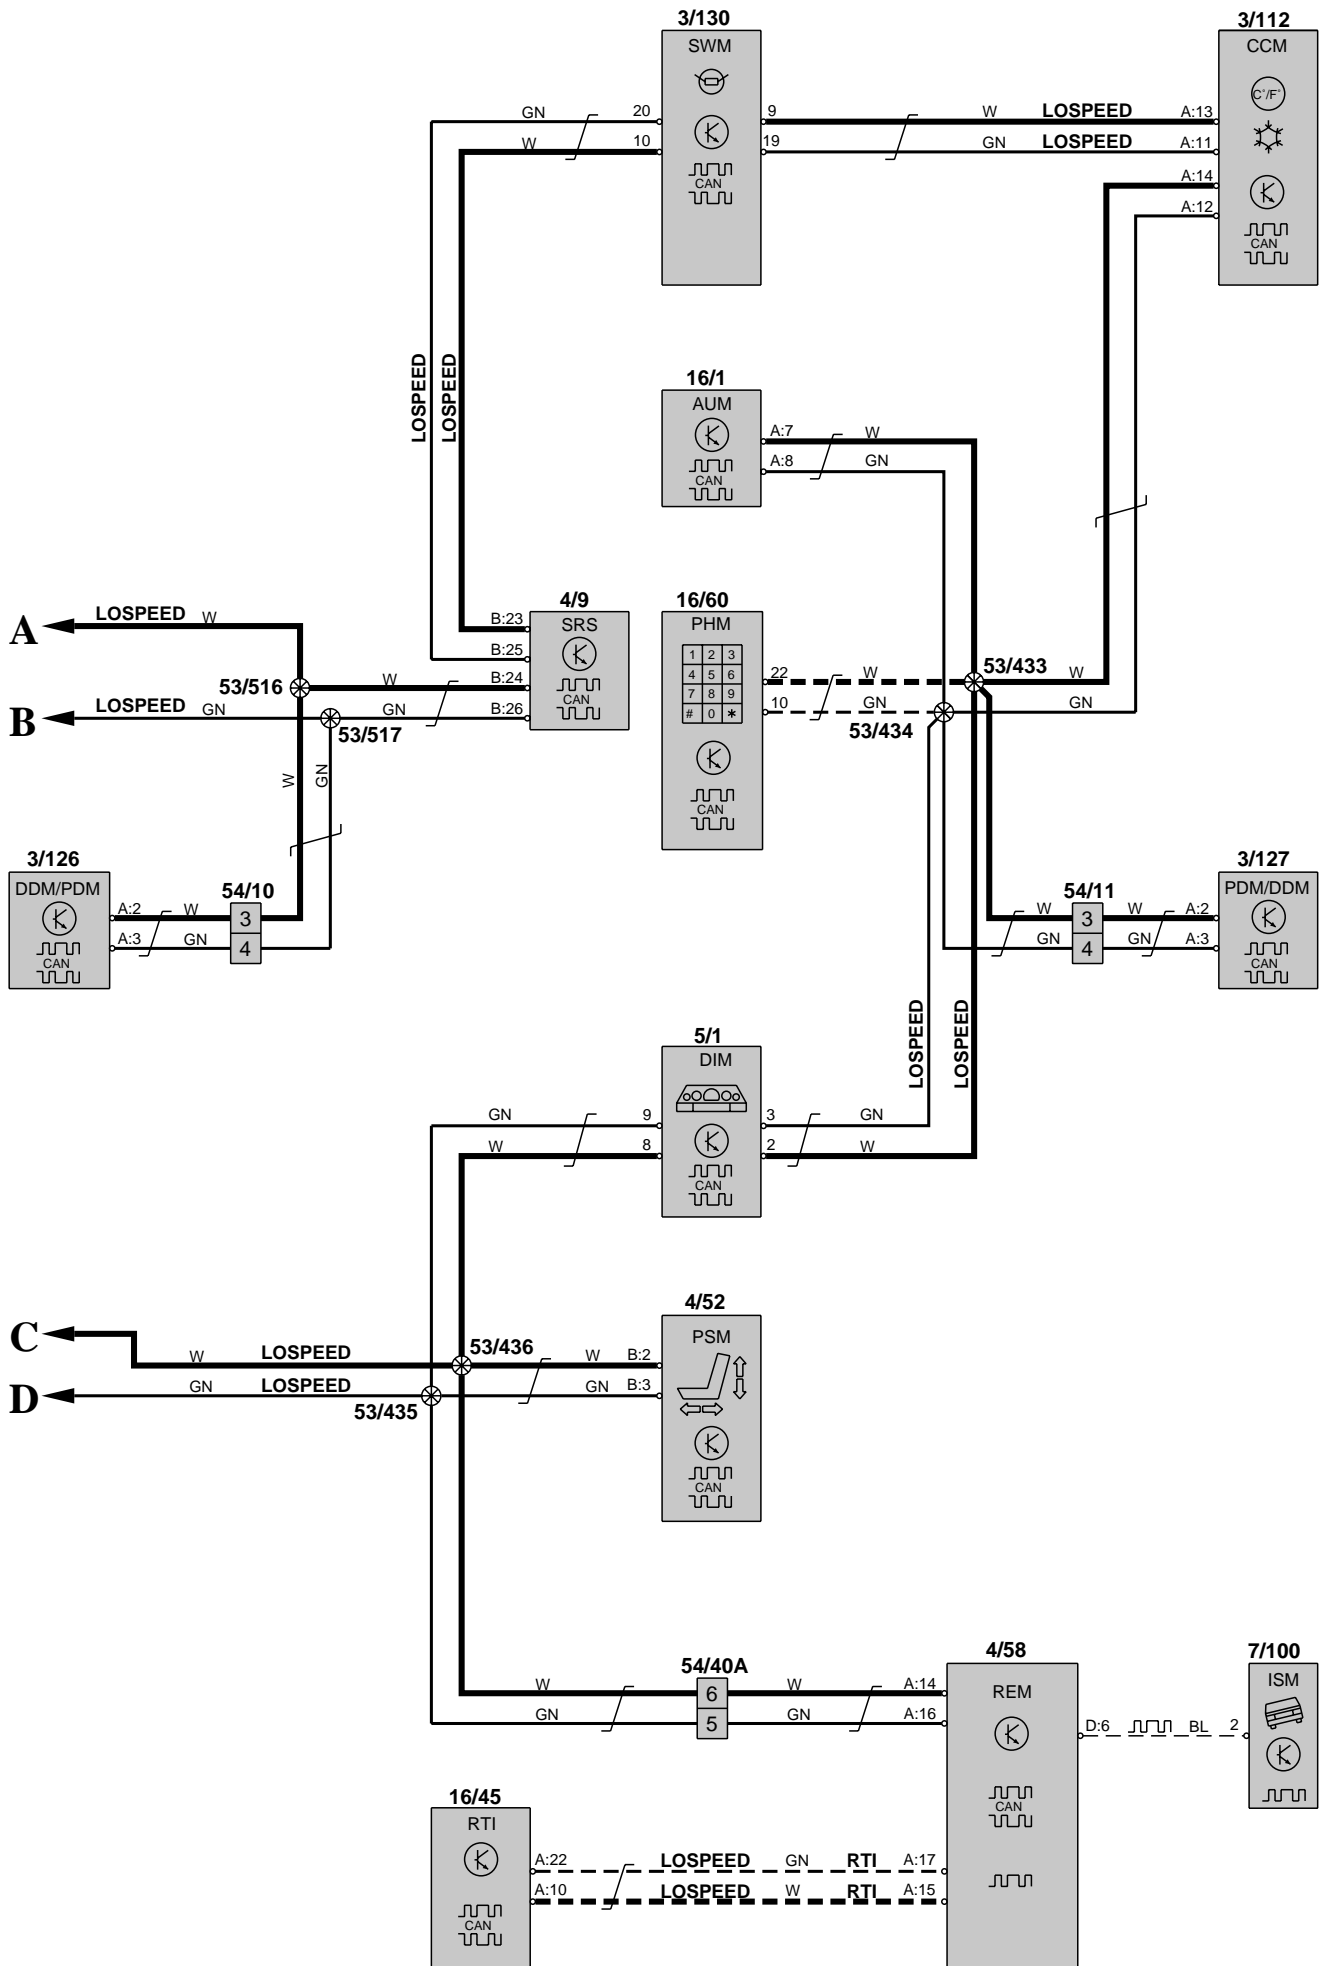 3/130
3/112
SWM
CCM
C°/F°
GN
20
9
W
LOSPEED
A:13
W
10
19
GN
LOSPEED
A:11
CAN
A:14
A:12
CAN
LOSPEED
LOSPEED
16/1
AUM
A:7
W
A:8
GN
CAN
A
LOSPEED
W
4/9
16/60
B:23
SRS
PHM
B:25
1 2 3
4 5 6
7 8 9
# 0 *
53/516
W
B:24
CAN
22
W
53/433
W
B
LOSPEED
GN
GN
B:26
10
GN
GN
53/517
53/434
W
GN
CAN
3/126
3/127
DDM/PDM
54/10
54/11
PDM/DDM
A:2
W
3
W
3
W
A:2
A:3
GN
4
GN
4
GN
A:3
CAN
CAN
LOSPEED
LOSPEED
5/1
DIM
GN
9
3
GN
W
8
2
W
CAN
4/52
C
PSM
W
LOSPEED
53/436
W
B:2
D
GN
LOSPEED
GN
B:3
53/435
CAN
4/58
7/100
54/40A
ISM
W
6
W
A:14
REM
GN
5
GN
A:16
D:6
BL
2
CAN
16/45
RTI
A:22
LOSPEED
GN
RTI
A:17
A:10
LOSPEED
W
RTI
A:15
CAN